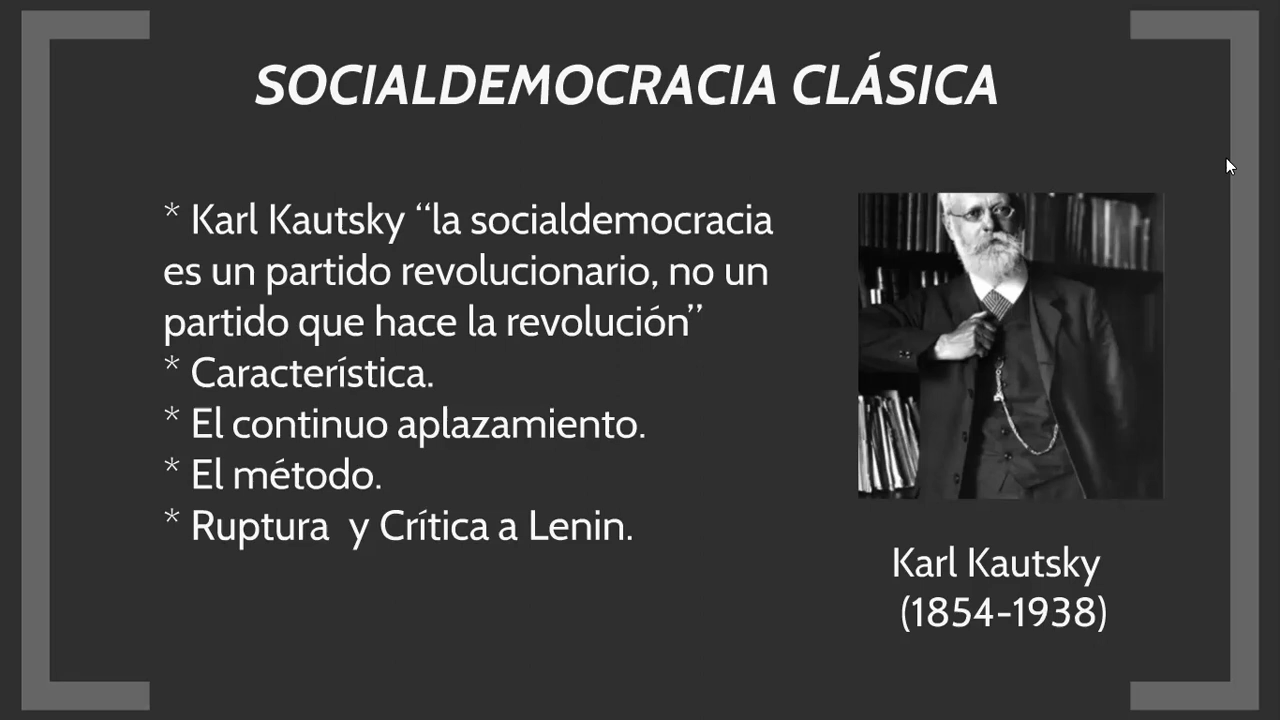 SOCIALDEMOCRACIA CLÁSICA
* Karl Kautsky “la socialdemocracia
es un partido revolucionario, no un
partido que hace la revolución”
* Característica.
* El continuo aplazamiento.
* El método.
* Ruptura  y Crítica a Lenin.
Karl Kautsky
(1854-1938)